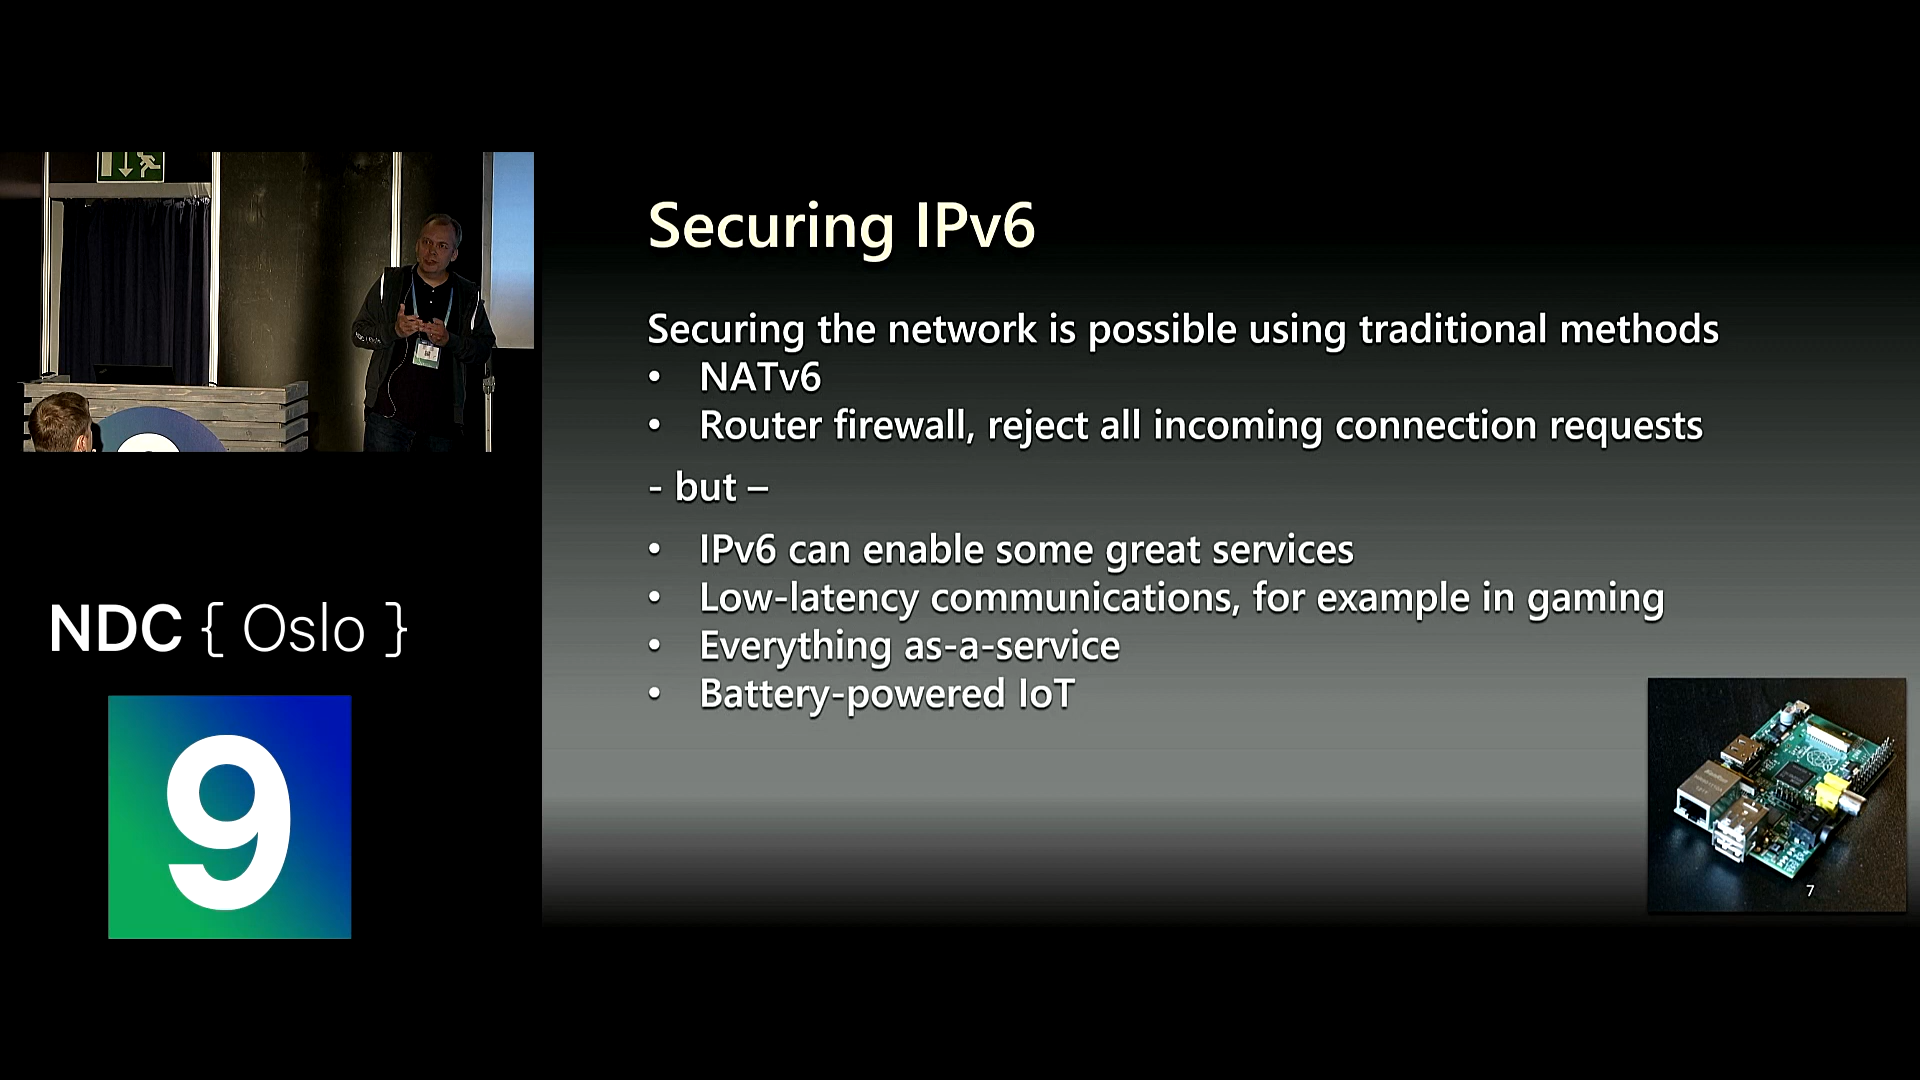 Securing IPv6
Securing the network is possible using traditional methods
• NATv6
• Router firewall, reject all incoming connection requests
- but –
• IPv6 can enable some great services
• Low-latency communications, for example in gaming
• Everything as-a-service
• Battery-powered IoT
7
NDC { Oslo }
9